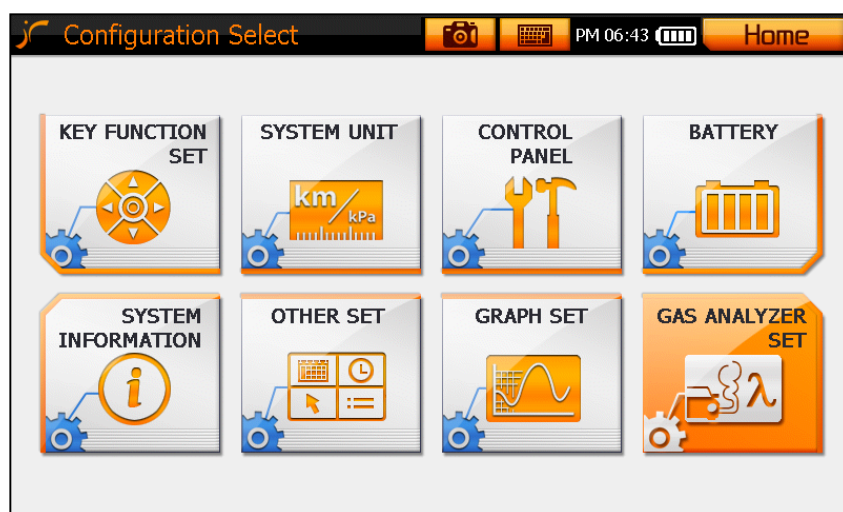 Configuration Select
PM 06:43
Home
KEY FUNCTION
SET
SYSTEM UNIT
km/kPa
CONTROL
PANEL
BATTERY
SYSTEM
INFORMATION
i
OTHER SET
GRAPH SET
GAS ANALYZER
SET
λ